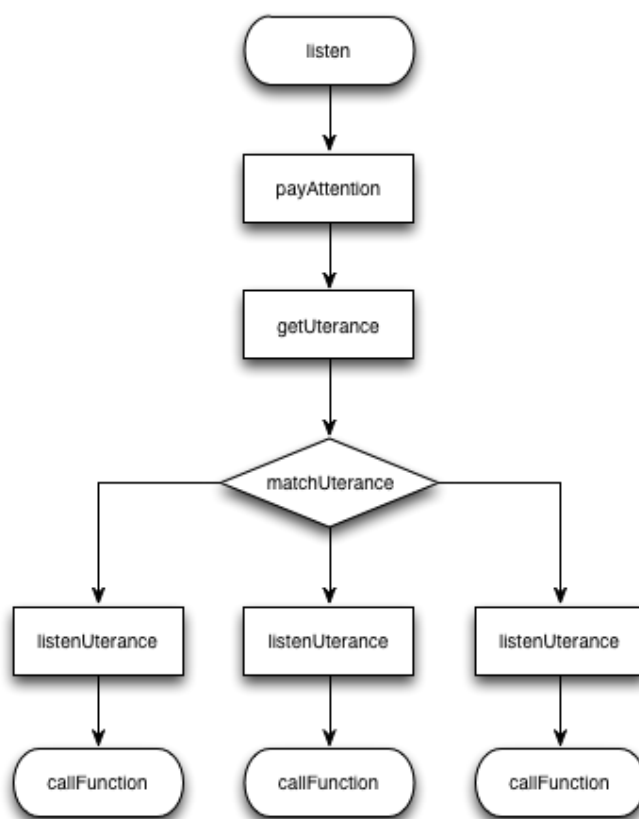 listen
payAttention
getUterance
matchUterance
listenUterance
listenUterance
listenUterance
callFunction
callFunction
callFunction